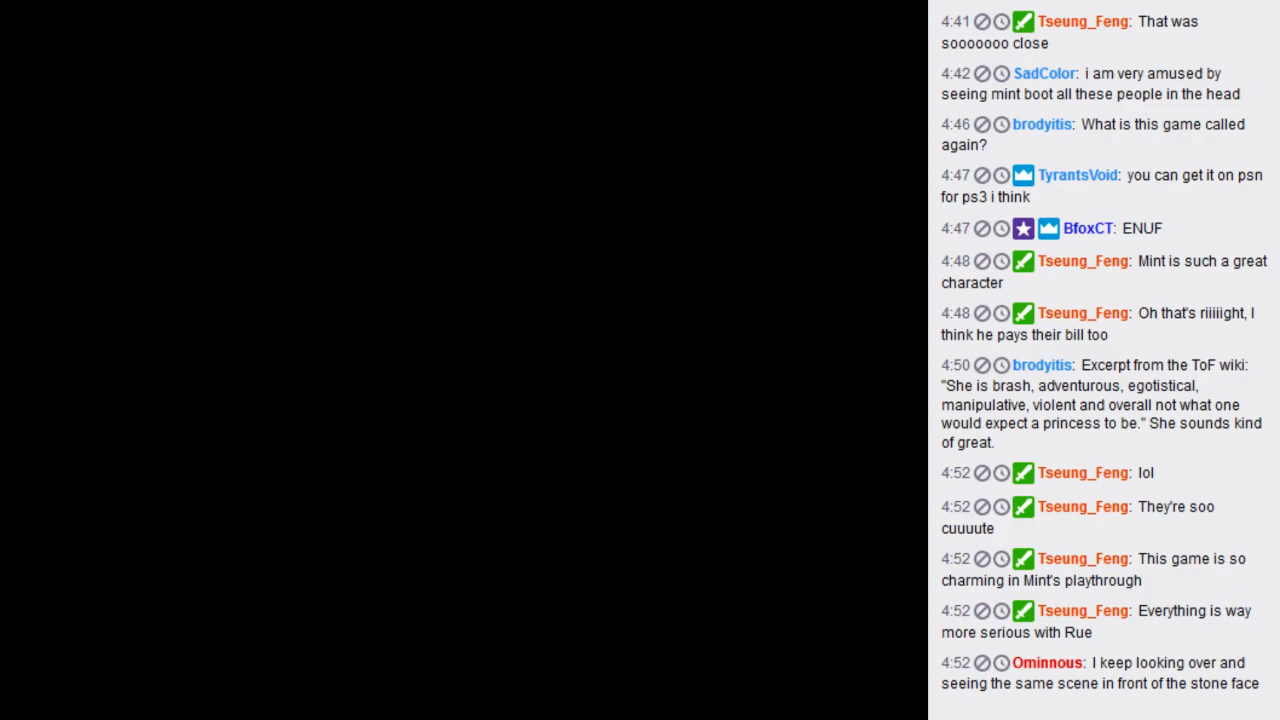 4:41 Tseung_Feng: That was
sooooooo close
4:42 SadColor: i am very amused by
seeing mint boot all these people in the head
4:46 brodyitis: What is this game called
again?
4:47 TyrantsVoid: you can get it on psn
for ps3 i think
4:47 BfoxCT: ENUF
4:48 Tseung_Feng: Mint is such a great
character
4:48 Tseung_Feng: Oh that's riiiiight, I
think he pays their bill too
4:50 brodyitis: Excerpt from the ToF wiki:
"She is brash, adventurous, egotistical,
manipulative, violent and overall not what one
would expect a princess to be." She sounds kind
of great.
4:52 Tseung_Feng: lol
4:52 Tseung_Feng: They're soo
cuuuute
4:52 Tseung_Feng: This game is so
charming in Mint's playthrough
4:52 Tseung_Feng: Everything is way
more serious with Rue
4:52 Ominnous: I keep looking over and
seeing the same scene in front of the stone face